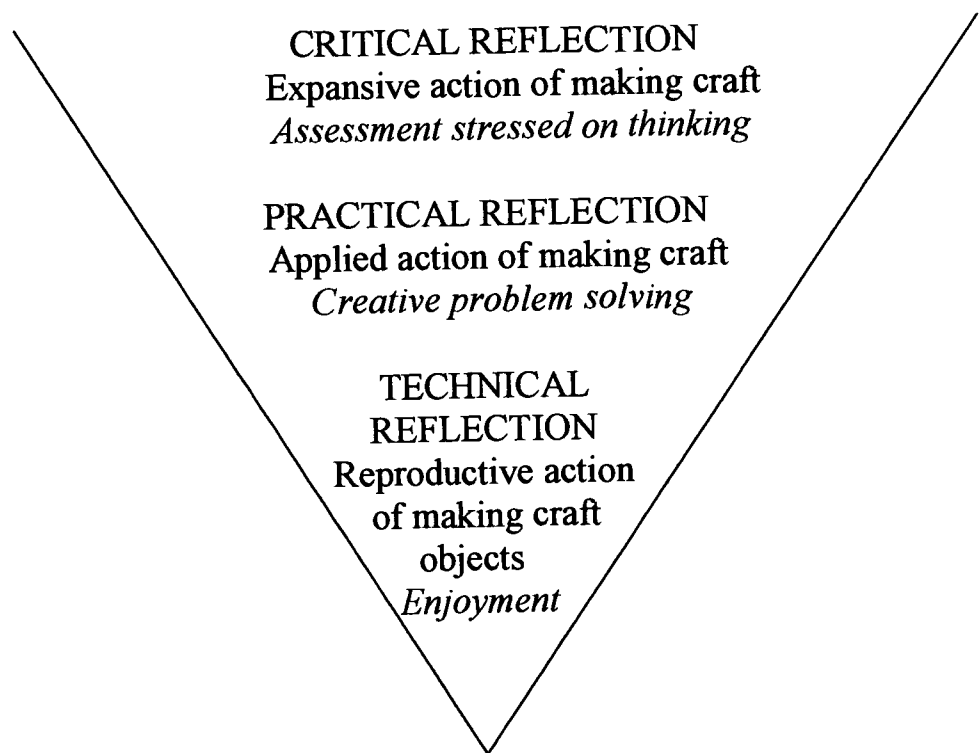 CRITICAL REFLECTION
Expansive action of making craft
Assessment stressed on thinking
PRACTICAL REFLECTION
Applied action of making craft
Creative problem solving
TECHNICAL
REFLECTION
Reproductive action
of making craft
objects
Enjoyment